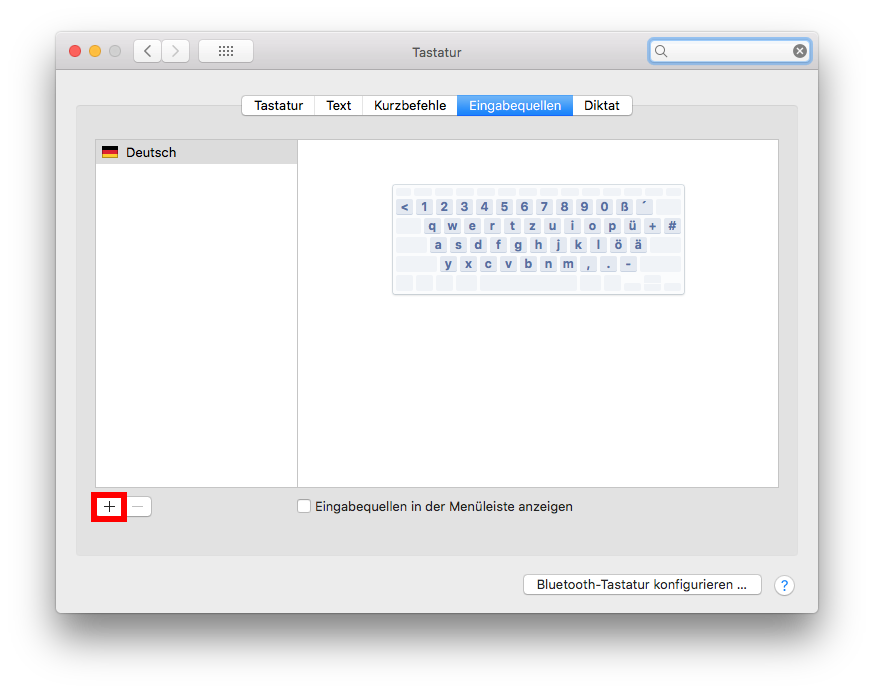 Tastatur
Tastatur Text Kurzbefehle Eingabequellen Diktat
Deutsch
< 1 2 3 4 5 6 7 8 9 0 ß ´
q w e r t z u i o p ü + #
a s d f g h j k l ö ä
y x c v b n m , . -
+ −
Eingabequellen in der Menüleiste anzeigen
Bluetooth-Tastatur konfigurieren ... ?